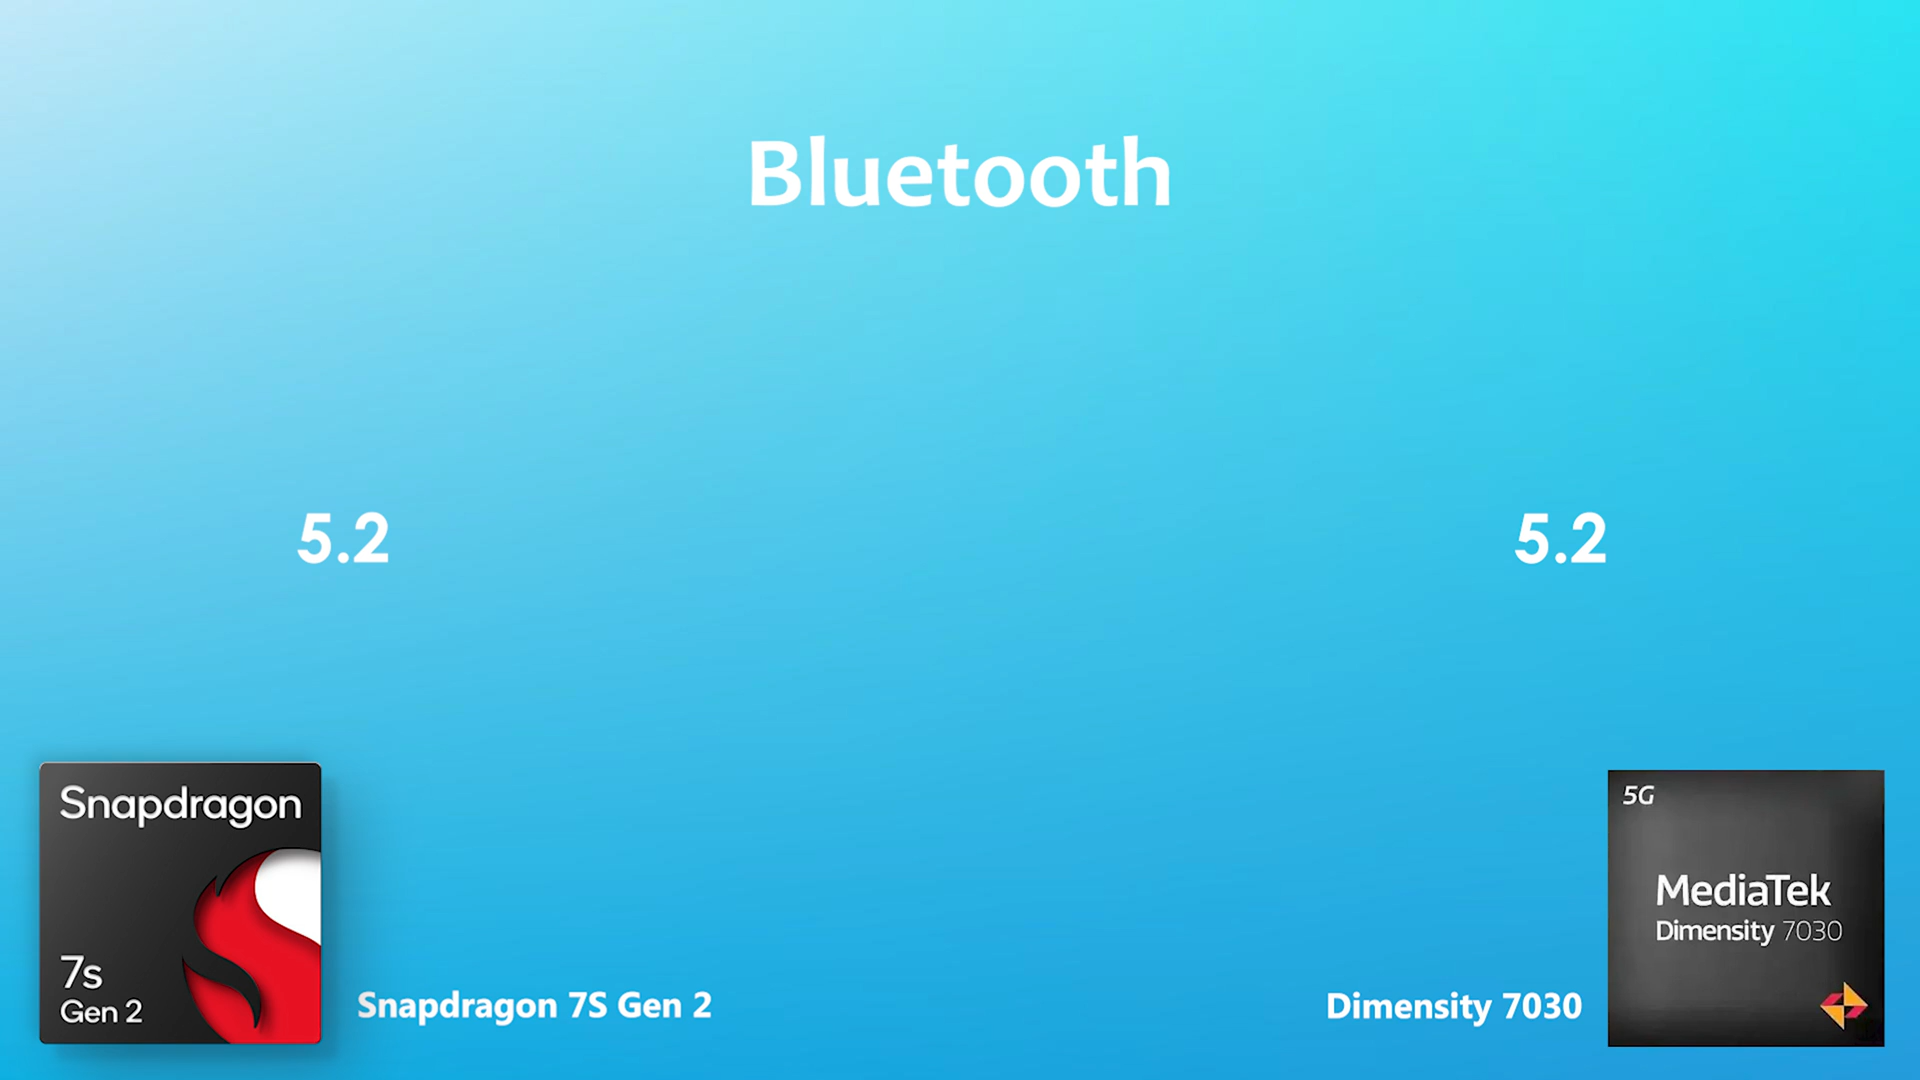 Bluetooth
5.2
5.2
Snapdragon
7s
Gen 2
Snapdragon 7S Gen 2
Dimensity 7030
5G
MediaTek
Dimensity 7030